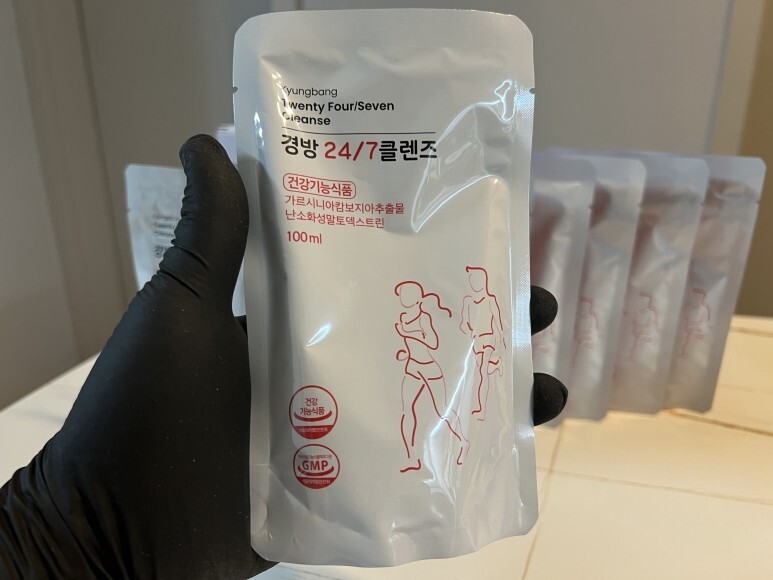 Kyungbang
Twenty Four/Seven
Cleanse
경방 24/7클렌즈
건강기능식품
가르시니아캄보지아추출물
난소화성말토덱스트린
100ml
건강
기능식품
GMP